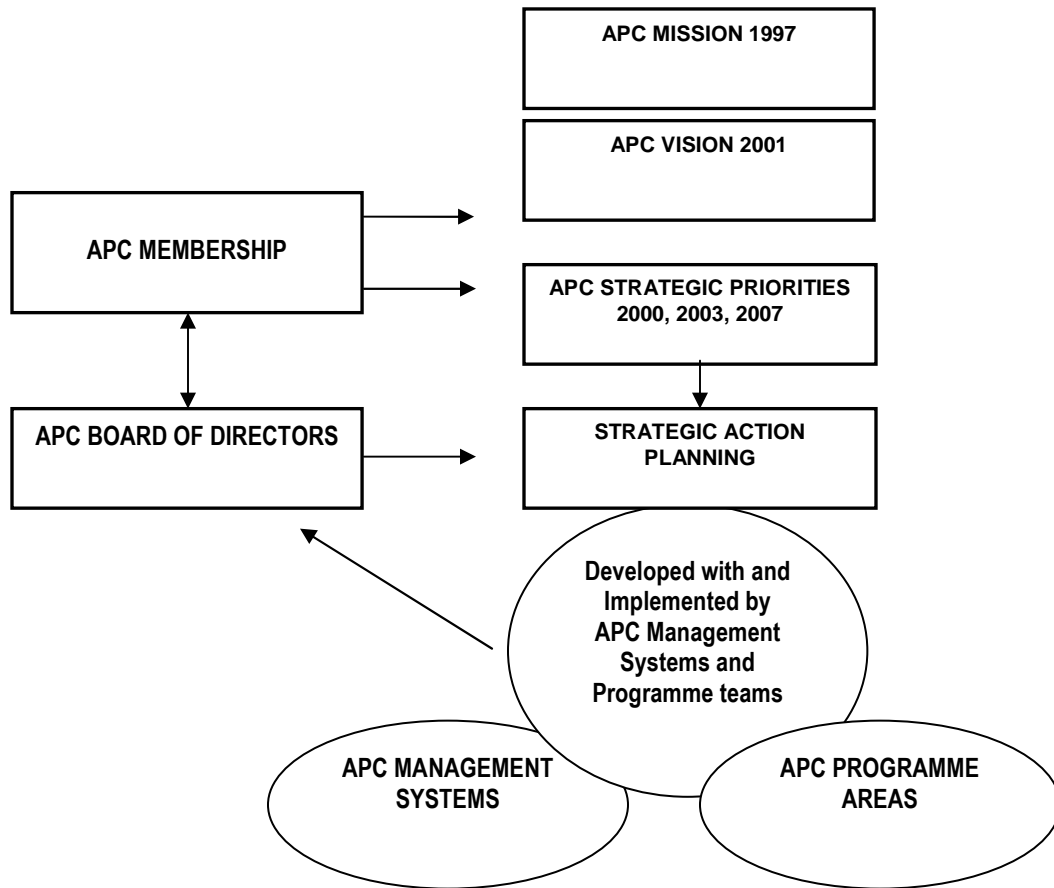 APC MISSION 1997
APC VISION 2001
APC MEMBERSHIP
APC STRATEGIC PRIORITIES
2000, 2003, 2007
APC BOARD OF DIRECTORS
STRATEGIC ACTION
PLANNING
Developed with and
Implemented by
APC Management
Systems and
Programme teams
APC MANAGEMENT
SYSTEMS
APC PROGRAMME
AREAS